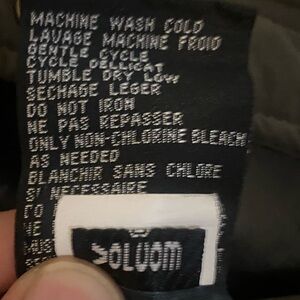 MACHINE WASH COLD
LAVAGE MACHINE FROID
GENTLE CYCLE
CYCLE DELICAT
TUMBLE DRY LOW
SECHAGE LEGER
DO NOT IRON
NE PAS REPASSER
ONLY NON-CHLORINE BLEACH
AS NEEDED
BLANCHIR SANS CHLORE
SI NECESSAIRE